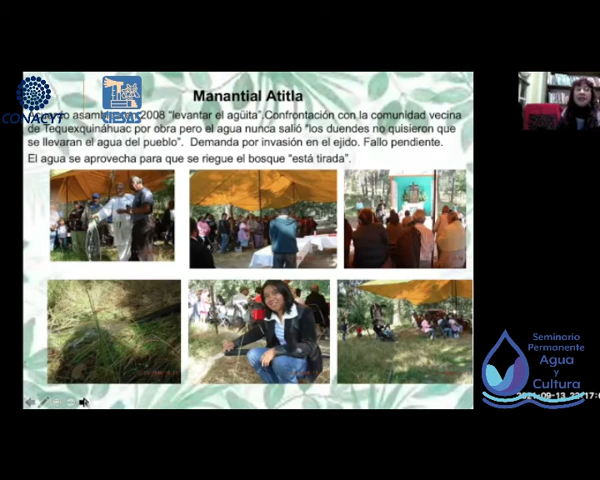 Manantial Atitla
2008 "levantar el agüita".Confrontación con la comunidad vecina
de Tequexquináhuac por obra pero el agua nunca salió "los duendes no quisieron que
se llevaran el agua del pueblo". Demanda por invasión en el ejido. Fallo pendiente.
El agua se aprovecha para que se riegue el bosque "está tirada".
CONACYT
CIESAS
Seminario
Permanente
Agua
y
Cultura